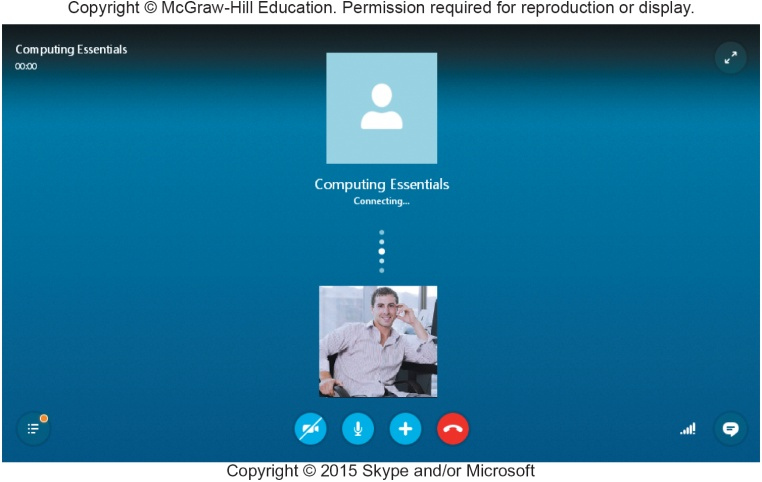 Copyright © McGraw-Hill Education. Permission required for reproduction or display.
Computing Essentials
00:00
Computing Essentials
Connecting...
Copyright © 2015 Skype and/or Microsoft